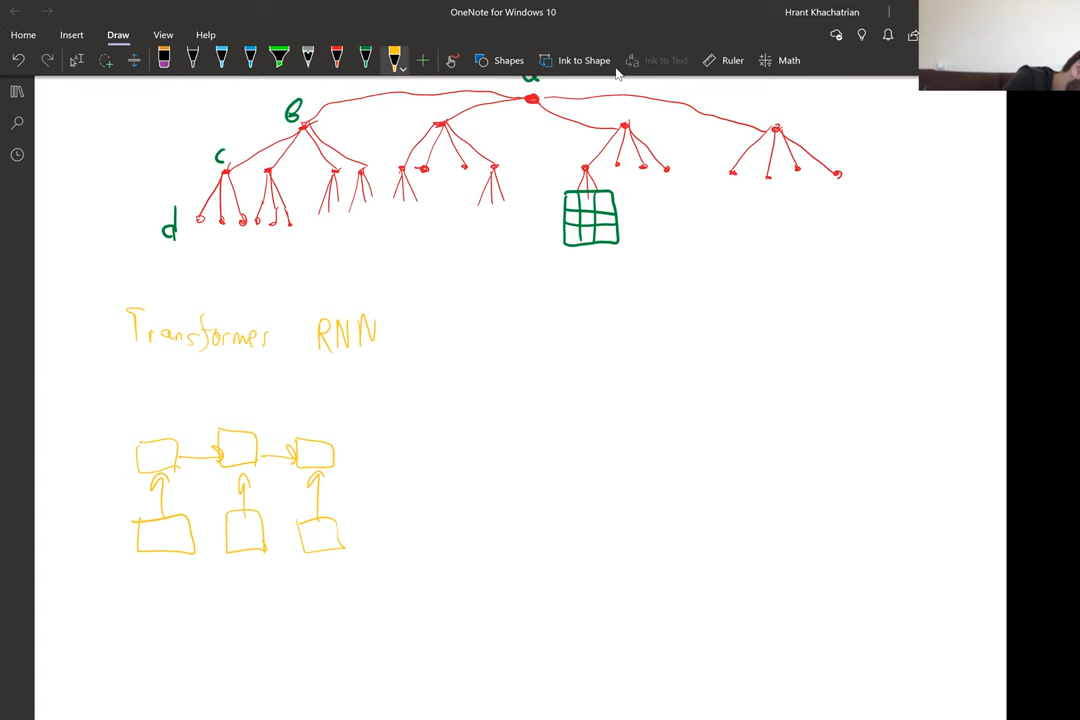 OneNote for Windows 10
Hrant Khachatrian
Home Insert Draw View Help
Shapes Ink to Shape Ink to Text Ruler Math
a
b
c
d
Transformer RNN